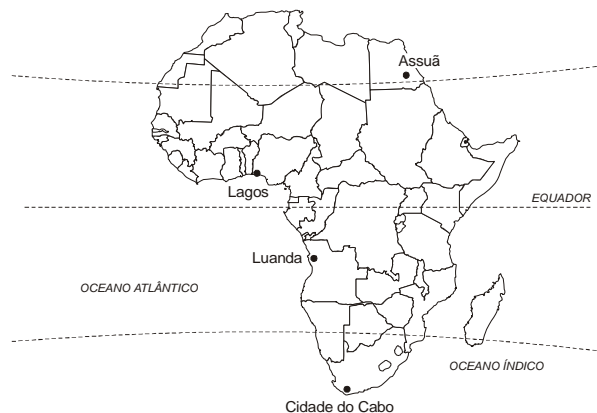 Assuã
Lagos
EQUADOR
Luanda
OCEANO ATLÂNTICO
OCEANO ÍNDICO
Cidade do Cabo